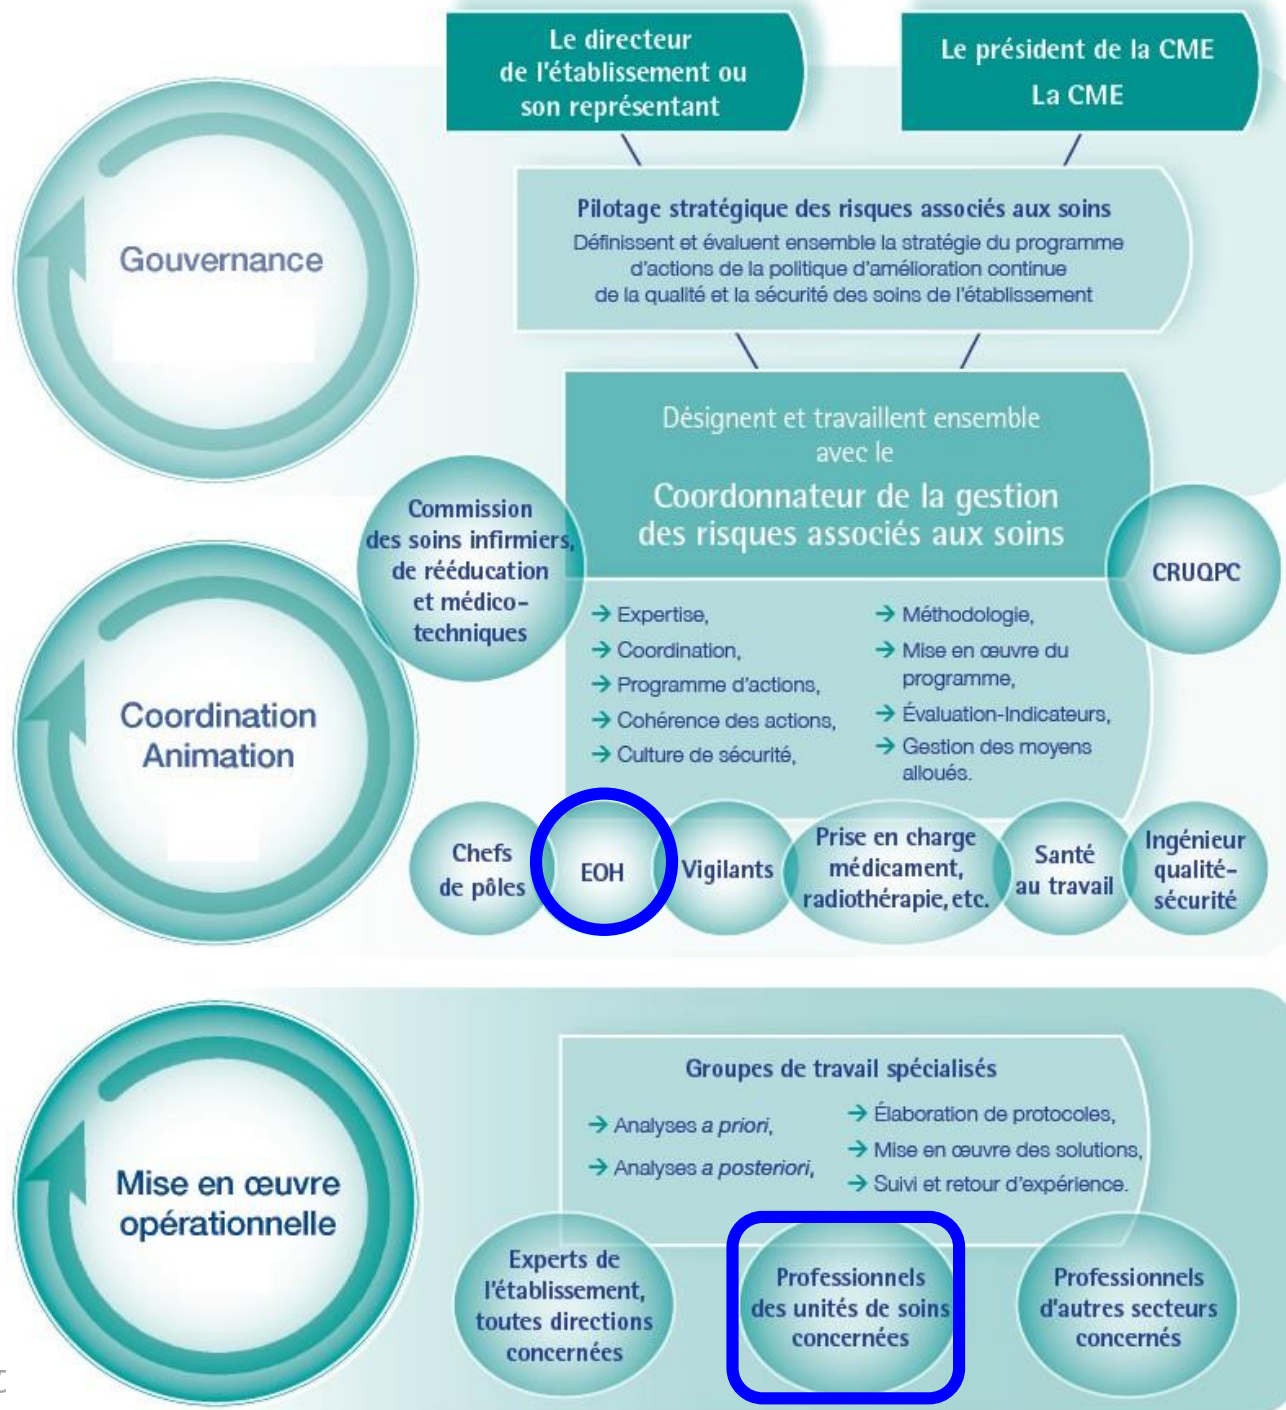 Le directeur
de l'établissement ou
son représentant
Le président de la CME
La CME
Gouvernance
Pilotage stratégique des risques associés aux soins
Définissent et évaluent ensemble la stratégie du programme
d'actions de la politique d'amélioration continue
de la qualité et la sécurité des soins de l'établissement
Désignent et travaillent ensemble
avec le
Coordonnateur de la gestion
des risques associés aux soins
Commission
des soins infirmiers,
de rééducation
et médico-
techniques
CRUQPC
Coordination
Animation
→ Expertise,
→ Coordination,
→ Programme d'actions,
→ Cohérence des actions,
→ Culture de sécurité,
→ Méthodologie,
→ Mise en œuvre du
programme,
→ Évaluation-Indicateurs,
→ Gestion des moyens
alloués.
Chefs
de pôles
EOH
Vigilants
Prise en charge
médicament,
radiothérapie, etc.
Santé
au travail
Ingénieur
qualité-
sécurité
Mise en œuvre
opérationnelle
Groupes de travail spécialisés
→ Analyses a priori,
→ Analyses a posteriori,
→ Élaboration de protocoles,
→ Mise en œuvre des solutions,
→ Suivi et retour d'expérience.
Experts de
l'établissement,
toutes directions
concernées
Professionnels
des unités de soins
concernées
Professionnels
d'autres secteurs
concernés